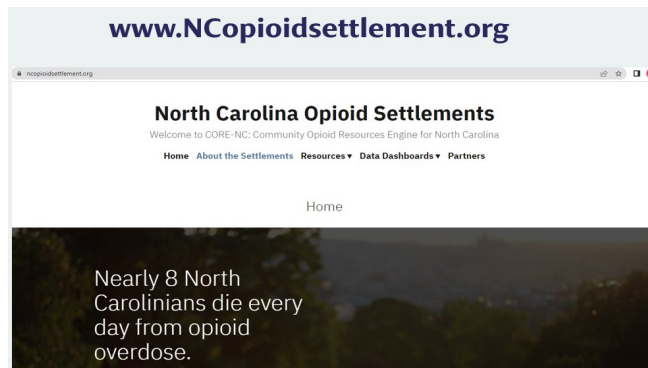 www.NCopioidsettlement.org
ncopioidsettlement.org
North Carolina Opioid Settlements
Welcome to CORE-NC: Community Opioid Resources Engine for North Carolina
Home About the Settlements Resources ▾ Data Dashboards ▾ Partners
Home
Nearly 8 North
Carolinians die every
day from opioid
overdose.